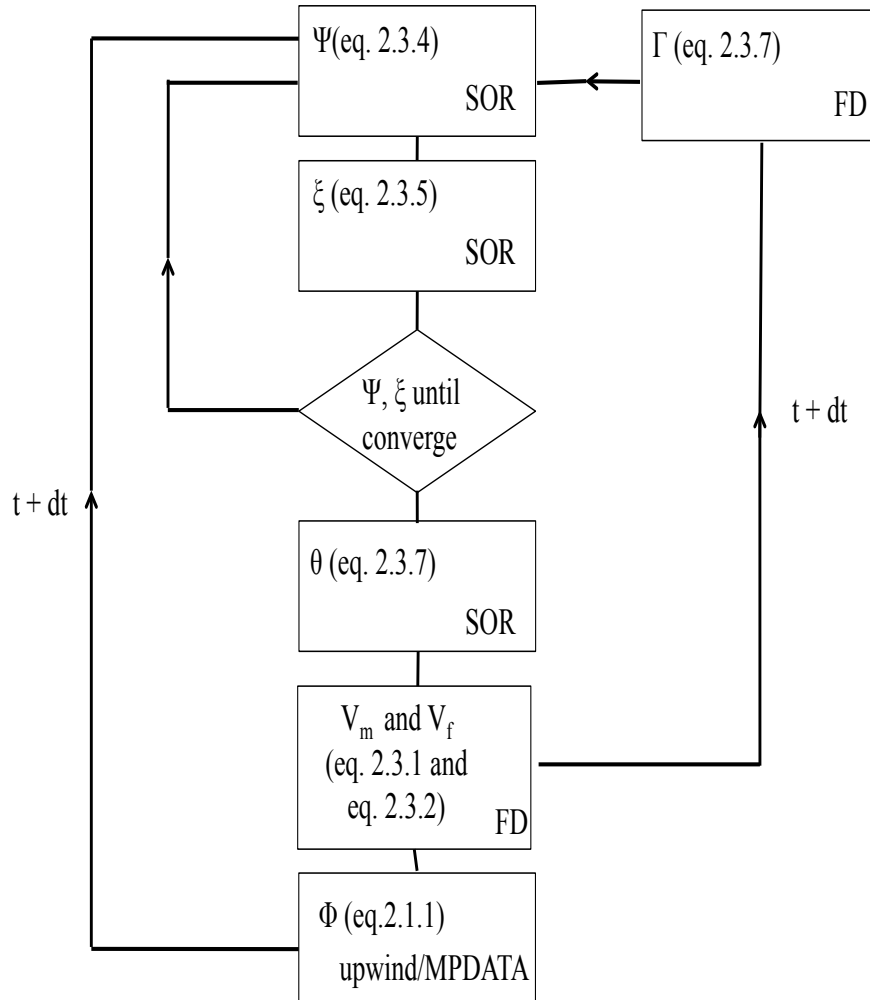 Ψ(eq. 2.3.4)
SOR
Γ (eq. 2.3.7)
FD
ξ (eq. 2.3.5)
SOR
Ψ, ξ until
converge
t + dt
t + dt
θ (eq. 2.3.7)
SOR
Vm and Vf
(eq. 2.3.1 and
eq. 2.3.2)
FD
Φ (eq.2.1.1)
upwind/MPDATA